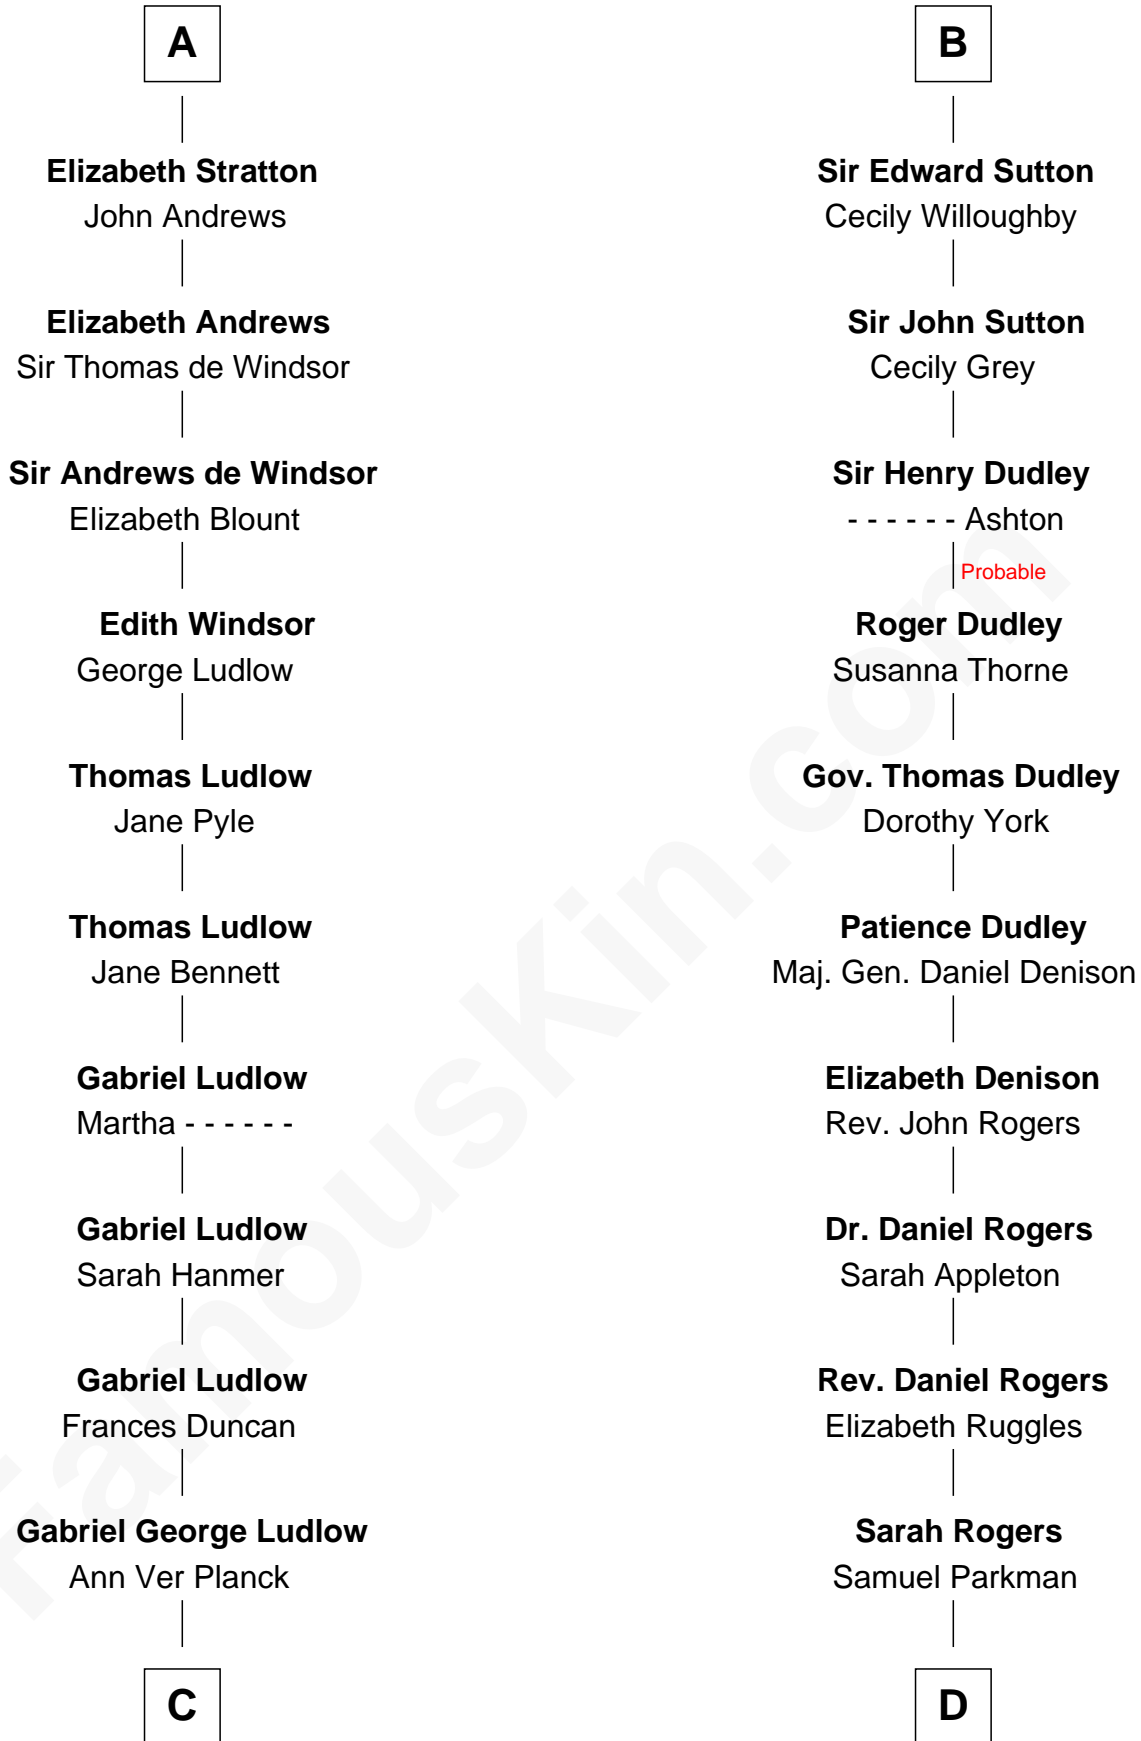 A
Elizabeth Stratton
John Andrews
Elizabeth Andrews
Sir Thomas de Windsor
Sir Andrews de Windsor
Elizabeth Blount
Edith Windsor
George Ludlow
Thomas Ludlow
Jane Pyle
Thomas Ludlow
Jane Bennett
Gabriel Ludlow
Martha - - - - - -
Gabriel Ludlow
Sarah Hanmer
Gabriel Ludlow
Frances Duncan
Gabriel George Ludlow
Ann Ver Planck
C
B
Sir Edward Sutton
Cecily Willoughby
Sir John Sutton
Cecily Grey
Sir Henry Dudley
- - - - - - Ashton
Probable
Roger Dudley
Susanna Thorne
Gov. Thomas Dudley
Dorothy York
Patience Dudley
Maj. Gen. Daniel Denison
Elizabeth Denison
Rev. John Rogers
Dr. Daniel Rogers
Sarah Appleton
Rev. Daniel Rogers
Elizabeth Ruggles
Sarah Rogers
Samuel Parkman
D
FamousKin.com